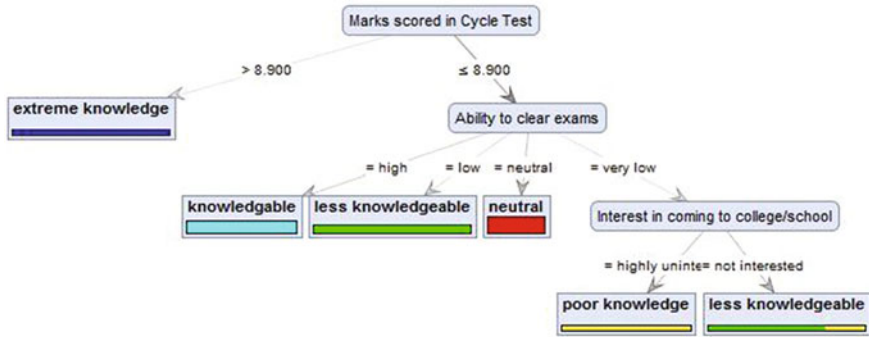 Marks scored in Cycle Test
> 8.900
≤ 8.900
extreme knowledge
Ability to clear exams
= high
= low
= neutral
= very low
knowledgable
less knowledgeable
neutral
Interest in coming to college/school
= highly uninte
= not interested
poor knowledge
less knowledgeable